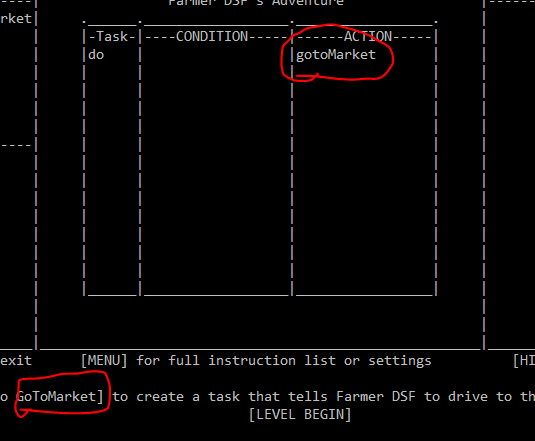 Farmer DSF's Adventure
arket
-Task- ----CONDITION----- ------ACTION-----
do gotoMarket
exit [MENU] for full instruction list or settings [HI
o GoToMarket] to create a task that tells Farmer DSF to drive to th
[LEVEL BEGIN]